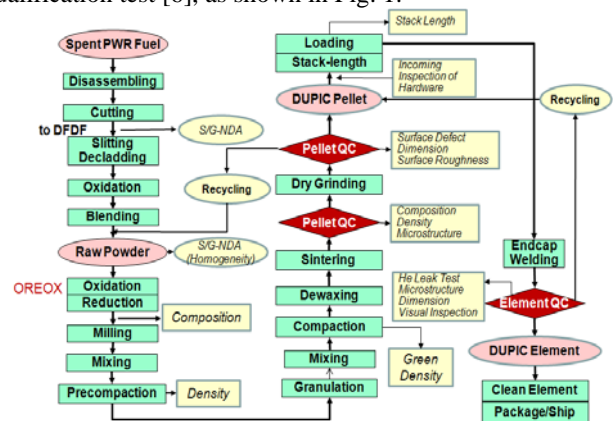 alification test [6], as shown in Fig. 1.
Spent PWR Fuel
Disassembling
Cutting
to DFDF
S/G-NDA
Slitting
Decladding
Oxidation
Recycling
Blending
Raw Powder
S/G-NDA
(Homogeneity)
OREOX
Oxidation
Reduction
Composition
Milling
Mixing
Precompaction
Density
Loading
Stack-length
Stack Length
Incoming
Inspection of
Hardware
DUPIC Pellet
Recycling
Pellet QC
Surface Defect
Dimension
Surface Roughness
Dry Grinding
Pellet QC
Composition
Density
Microstructure
Sintering
Dewaxing
Compaction
Green
Density
Mixing
Granulation
Endcap
Welding
He Leak Test
Microstructure
Dimension
Visual Inspection
Element QC
DUPIC Element
Clean Element
Package/Ship